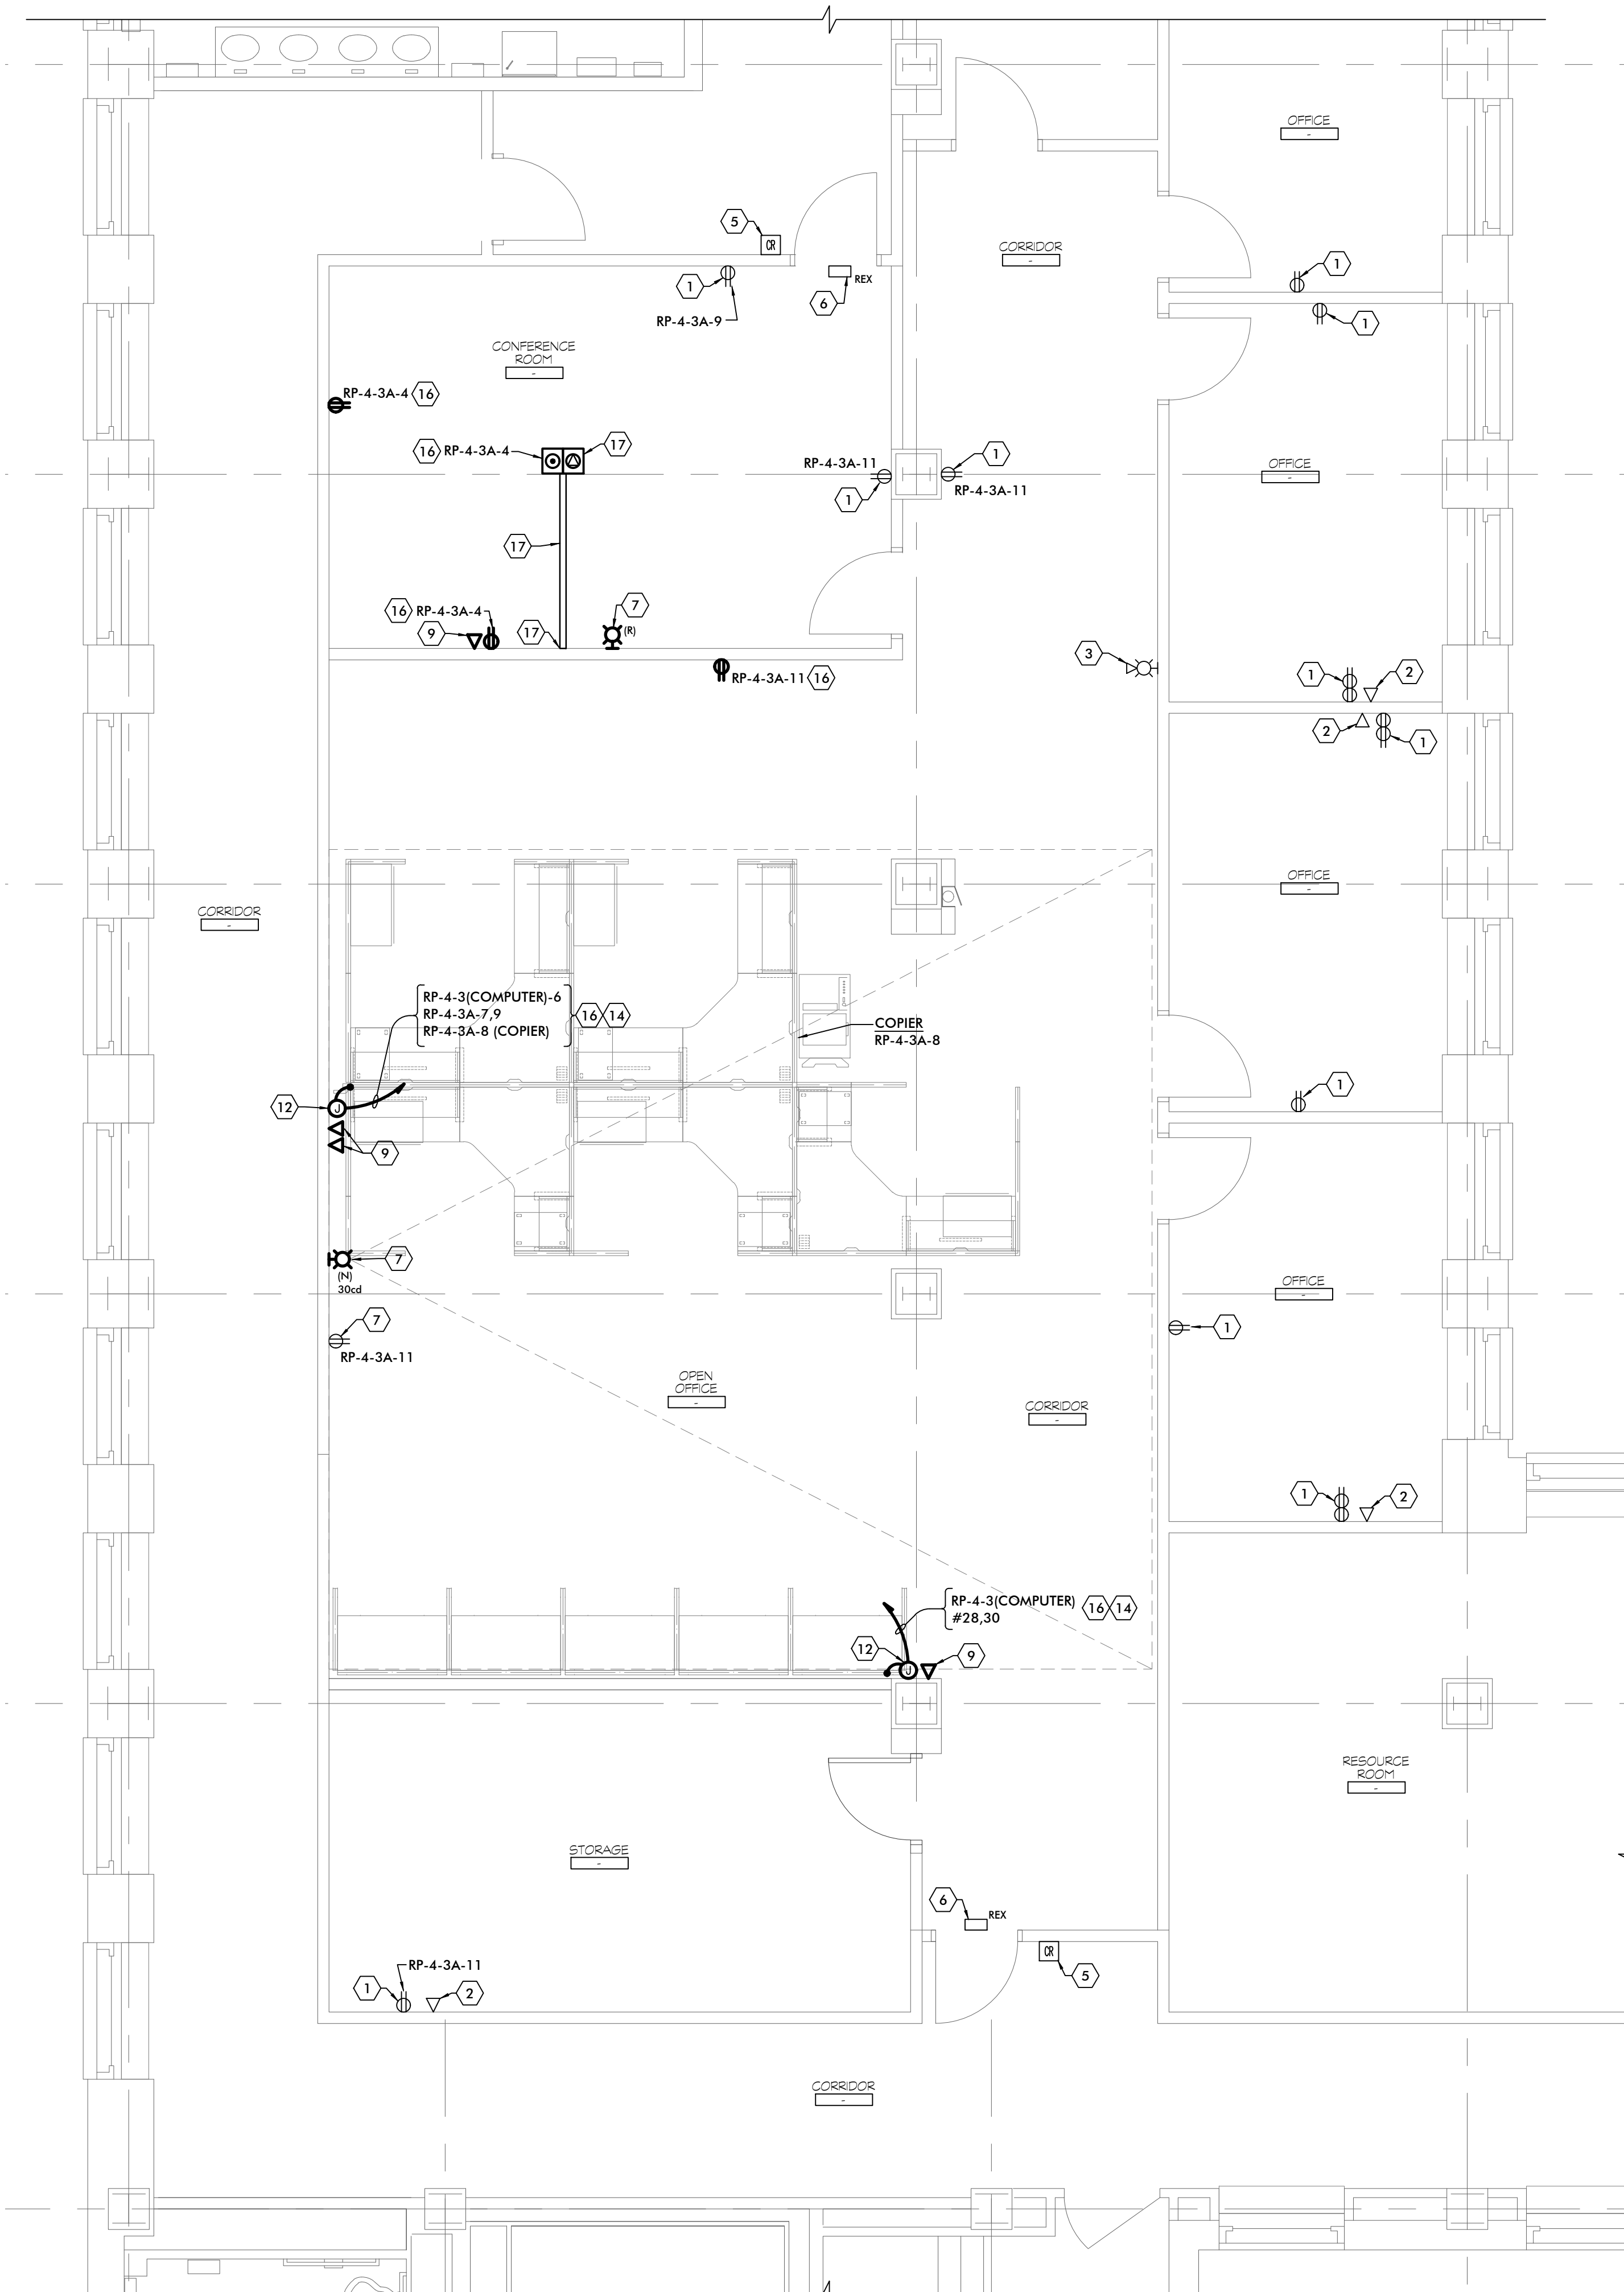 OFFICE
-
5
CR
CORRIDOR
-
1
REX
1
6
RP-4-3A-9
1
CONFERENCE
ROOM
-
RP-4-3A-4 16
16 RP-4-3A-4
17
1
RP-4-3A-11
OFFICE
-
RP-4-3A-11
1
17
16 RP-4-3A-4
7
(R)
9
17
3
RP-4-3A-11 16
1
2
2
1
OFFICE
-
CORRIDOR
-
RP-4-3(COMPUTER)-6
RP-4-3A-7,9
RP-4-3A-8 (COPIER)
16 14
COPIER
RP-4-3A-8
12
J
1
9
7
(N)
30cd
OFFICE
-
7
1
RP-4-3A-11
OPEN
OFFICE
-
CORRIDOR
-
1
2
RP-4-3(COMPUTER)
#28,30
16 14
12
9
J
RESOURCE
ROOM
-
STORAGE
-
6
REX
CR
5
RP-4-3A-11
1
2
CORRIDOR
-